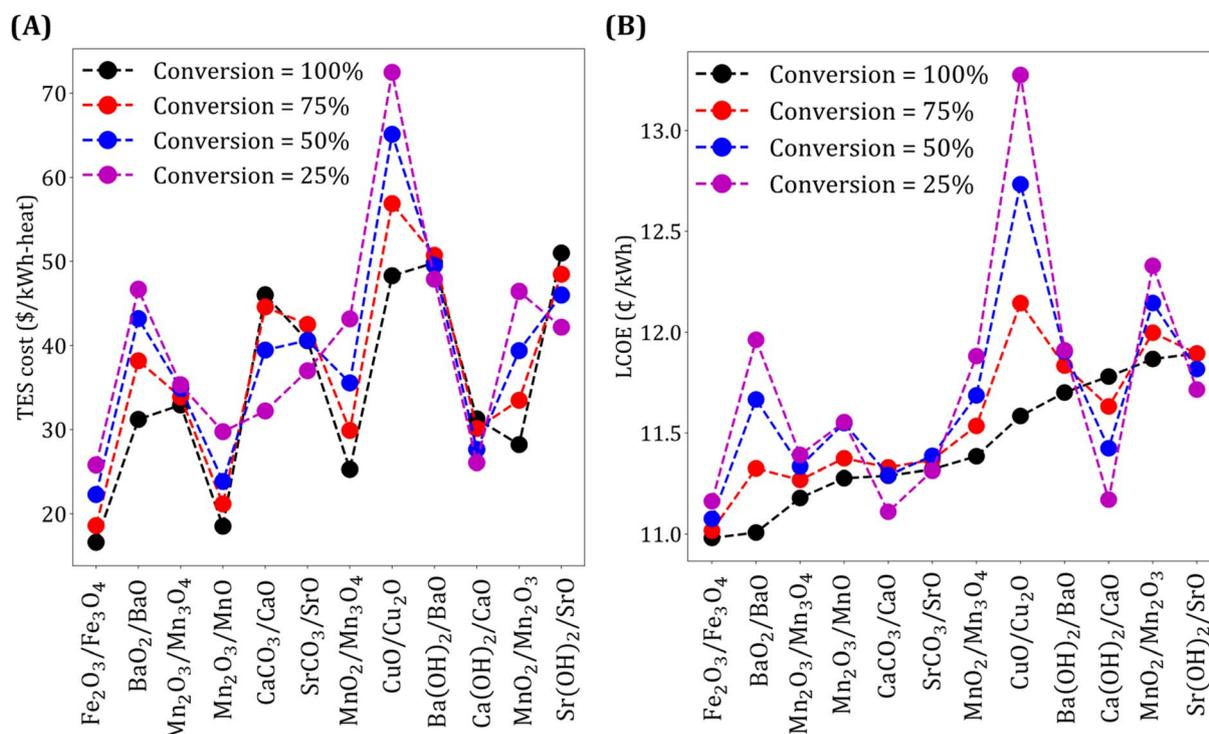 (A)
Conversion = 100%
Conversion = 75%
Conversion = 50%
Conversion = 25%
TES cost ($/kWh-heat)
70
60
50
40
30
20
Fe₂O₃/Fe₃O₄
BaO₂/BaO
Mn₂O₃/Mn₃O₄
Mn₂O₃/MnO
CaCO₃/CaO
SrCO₃/SrO
MnO₂/Mn₃O₄
CuO/Cu₂O
Ba(OH)₂/BaO
Ca(OH)₂/CaO
MnO₂/Mn₂O₃
Sr(OH)₂/SrO
(B)
Conversion = 100%
Conversion = 75%
Conversion = 50%
Conversion = 25%
LCOE (¢/kWh)
13.0
12.5
12.0
11.5
11.0
Fe₂O₃/Fe₃O₄
BaO₂/BaO
Mn₂O₃/Mn₃O₄
Mn₂O₃/MnO
CaCO₃/CaO
SrCO₃/SrO
MnO₂/Mn₃O₄
CuO/Cu₂O
Ba(OH)₂/BaO
Ca(OH)₂/CaO
MnO₂/Mn₂O₃
Sr(OH)₂/SrO